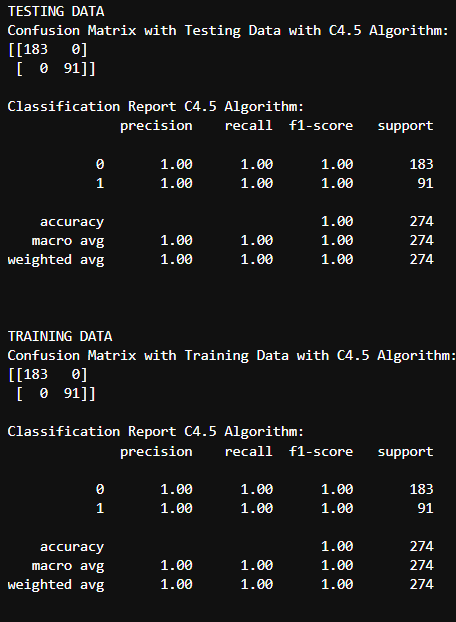 TESTING DATA
Confusion Matrix with Testing Data with C4.5 Algorithm:
[[183   0]
 [  0  91]]
Classification Report C4.5 Algorithm:
              precision    recall  f1-score   support
           0       1.00      1.00      1.00       183
           1       1.00      1.00      1.00        91
    accuracy                           1.00       274
   macro avg       1.00      1.00      1.00       274
weighted avg       1.00      1.00      1.00       274
TRAINING DATA
Confusion Matrix with Training Data with C4.5 Algorithm:
[[183   0]
 [  0  91]]
Classification Report C4.5 Algorithm:
              precision    recall  f1-score   support
           0       1.00      1.00      1.00       183
           1       1.00      1.00      1.00        91
    accuracy                           1.00       274
   macro avg       1.00      1.00      1.00       274
weighted avg       1.00      1.00      1.00       274